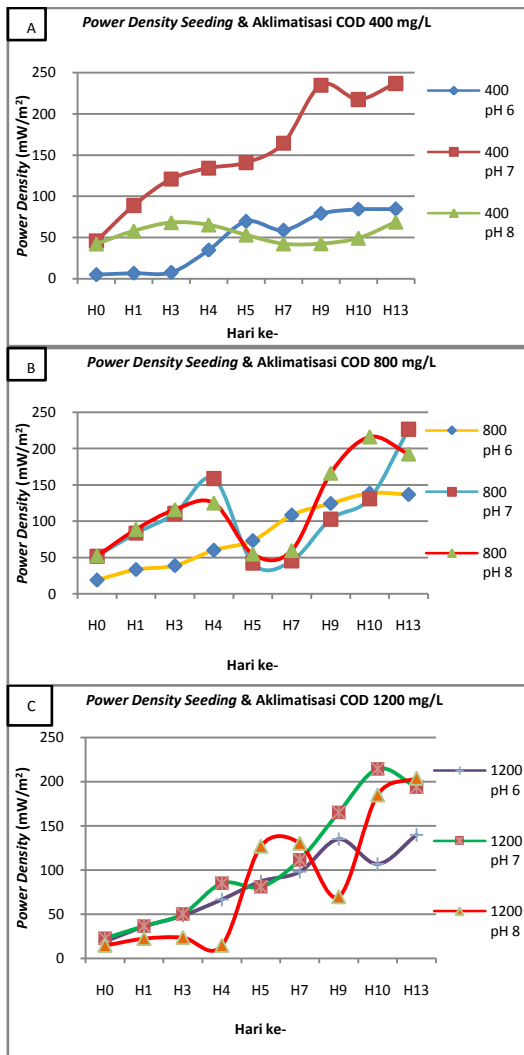 A
Power Density Seeding & Aklimatisasi COD 400 mg/L
Power Density (mW/m²)
250
200
150
100
50
0
H0 H1 H3 H4 H5 H7 H9 H10 H13
Hari ke-
400 pH 6
400 pH 7
400 pH 8
B
Power Density Seeding & Aklimatisasi COD 800 mg/L
Power Density (mW/m²)
250
200
150
100
50
0
H0 H1 H3 H4 H5 H7 H9 H10 H13
Hari ke-
800 pH 6
800 pH 7
800 pH 8
C
Power Density Seeding & Aklimatisasi COD 1200 mg/L
Power Density (mW/m²)
250
200
150
100
50
0
H0 H1 H3 H4 H5 H7 H9 H10 H13
Hari ke-
1200 pH 6
1200 pH 7
1200 pH 8